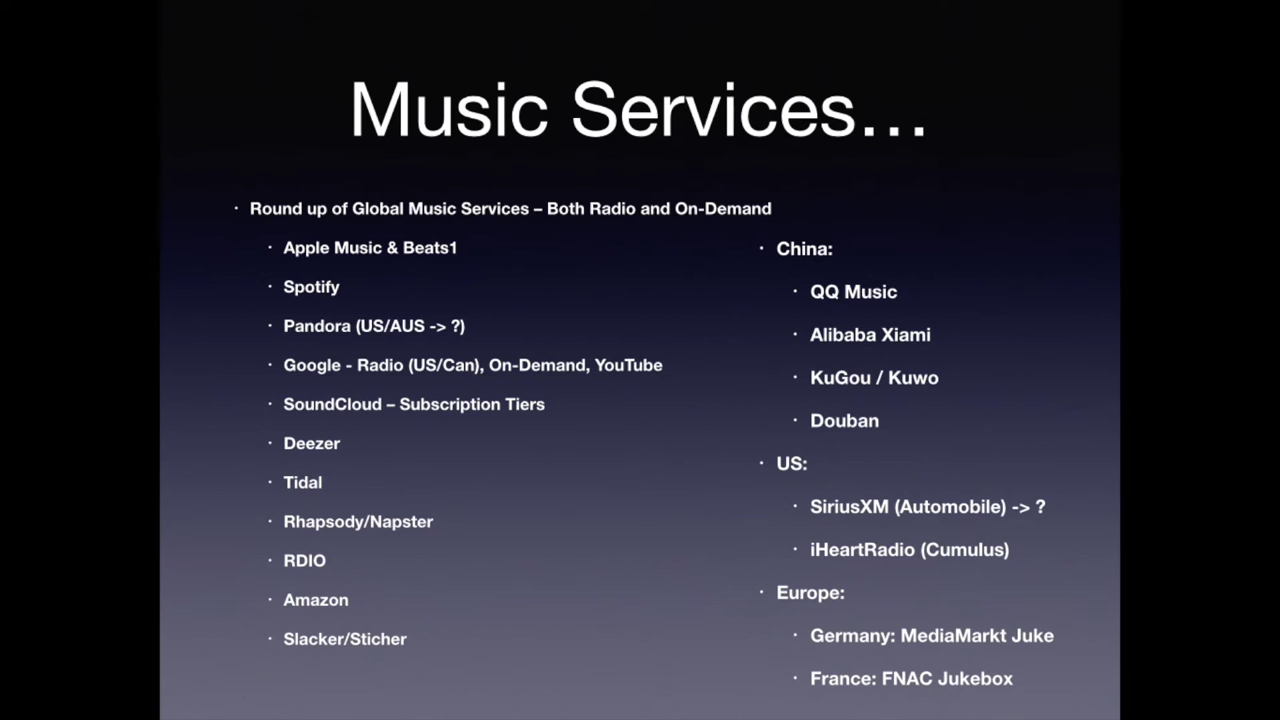 Music Services...
· Round up of Global Music Services – Both Radio and On-Demand
· Apple Music & Beats1
· Spotify
· Pandora (US/AUS -> ?)
· Google - Radio (US/Can), On-Demand, YouTube
· SoundCloud – Subscription Tiers
· Deezer
· Tidal
· Rhapsody/Napster
· RDIO
· Amazon
· Slacker/Sticher
· China:
· QQ Music
· Alibaba Xiami
· KuGou / Kuwo
· Douban
· US:
· SiriusXM (Automobile) -> ?
· iHeartRadio (Cumulus)
· Europe:
· Germany: MediaMarkt Juke
· France: FNAC Jukebox